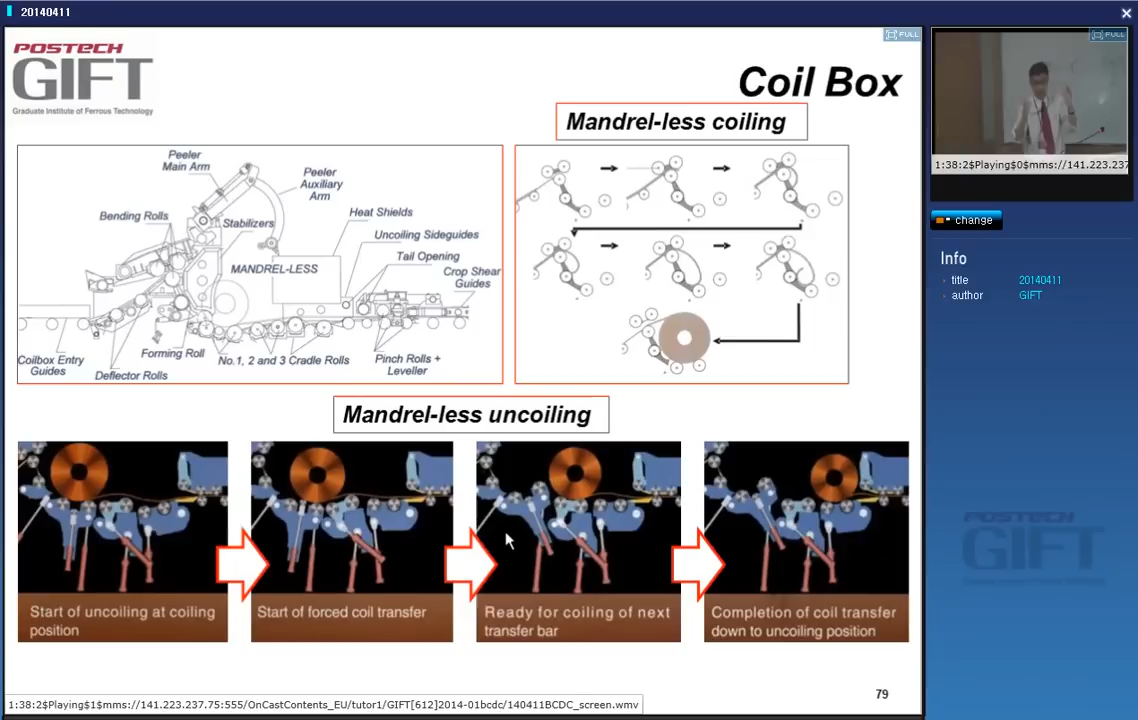 20140411
POSTECH
GIFT
Graduate Institute of Ferrous Technology
FULL
Coil Box
Mandrel-less coiling
Peeler
Main Arm
Peeler
Auxiliary
Arm
Bending Rolls
Stabilizers
Heat Shields
Uncoiling Sideguides
Tail Opening
MANDREL-LESS
Crop Shear
Guides
Coilbox Entry
Guides
Deflector Rolls
Forming Roll
No.1, 2 and 3 Cradle Rolls
Pinch Rolls +
Leveller
Mandrel-less uncoiling
Start of uncoiling at coiling
position
Start of forced coil transfer
Ready for coiling of next
transfer bar
Completion of coil transfer
down to uncoiling position
79
1:38:2$Playing$1$mms://141.223.237.75:555/OnCastContents_EU/tutor1/GIFT[612]2014-01bcdc/140411BCDC_screen.wmv
FULL
1:38:2$Playing$0$mms://141.223.237
change
Info
title 20140411
author GIFT
POSTECH
GIFT